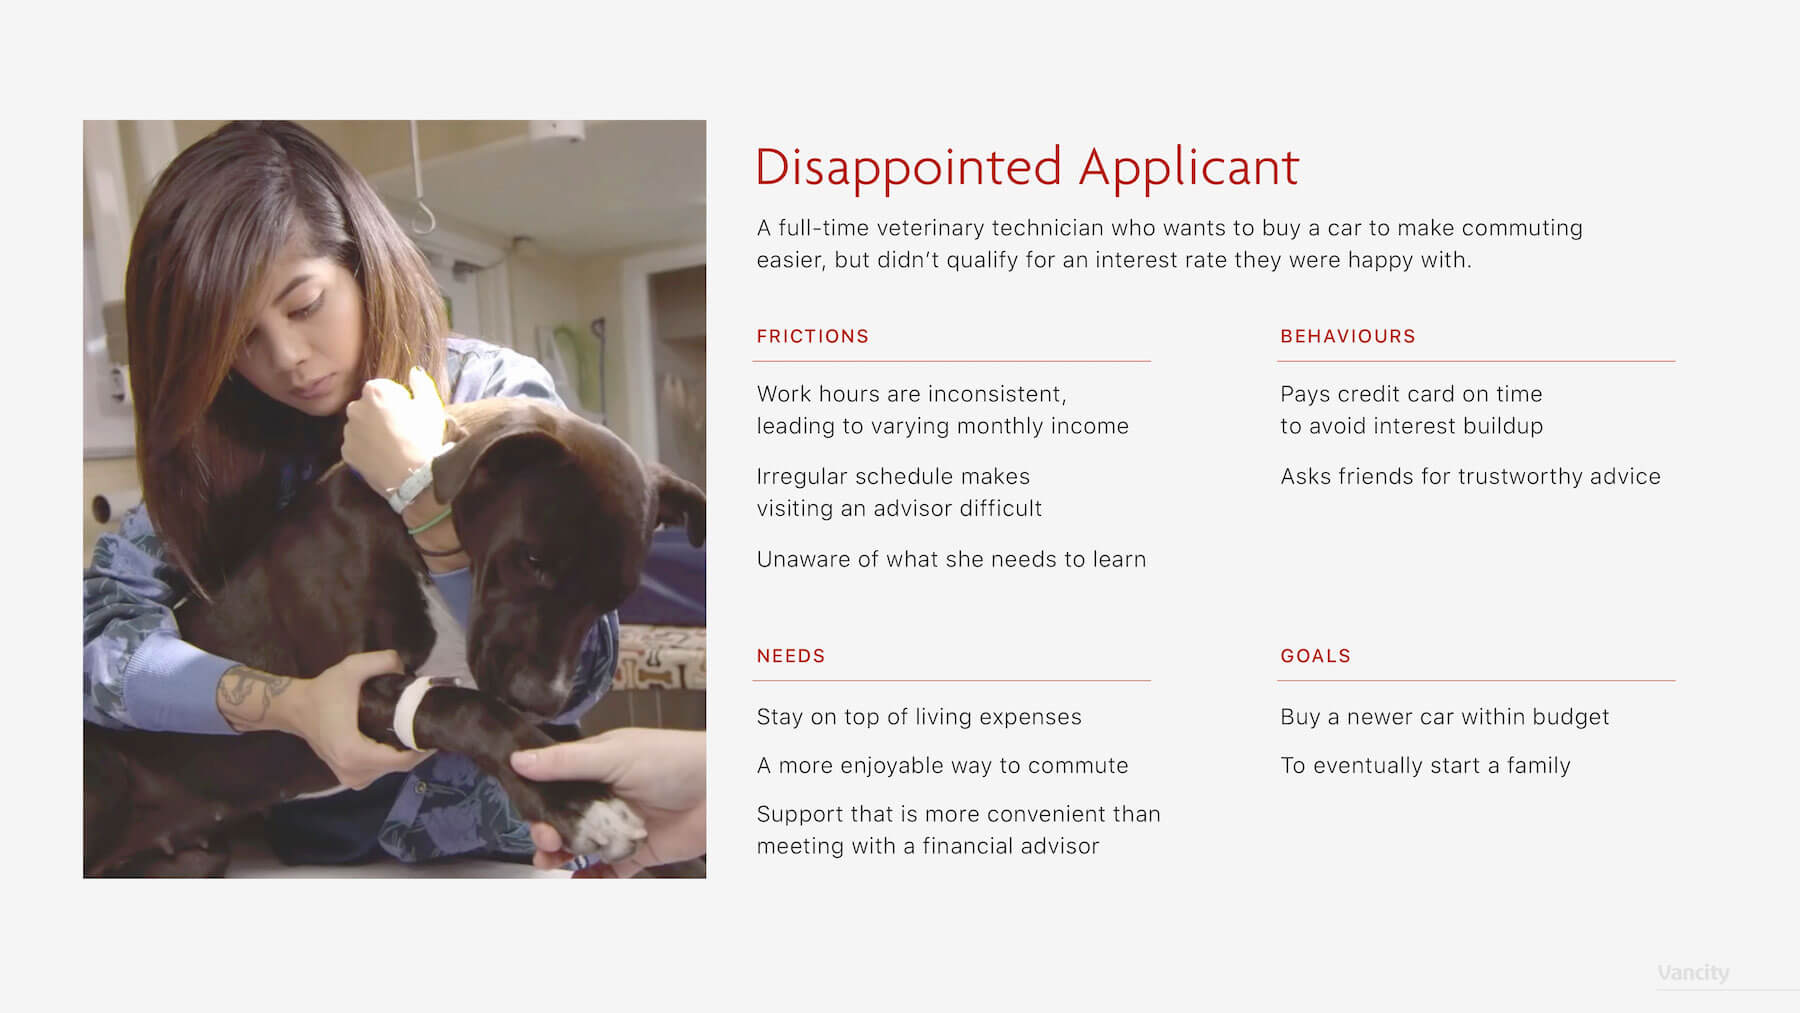 Disappointed Applicant
A full-time veterinary technician who wants to buy a car to make commuting
easier, but didn’t qualify for an interest rate they were happy with.
FRICTIONS
Work hours are inconsistent,
leading to varying monthly income
Irregular schedule makes
visiting an advisor difficult
Unaware of what she needs to learn
BEHAVIOURS
Pays credit card on time
to avoid interest buildup
Asks friends for trustworthy advice
NEEDS
Stay on top of living expenses
A more enjoyable way to commute
Support that is more convenient than
meeting with a financial advisor
GOALS
Buy a newer car within budget
To eventually start a family
Vancity